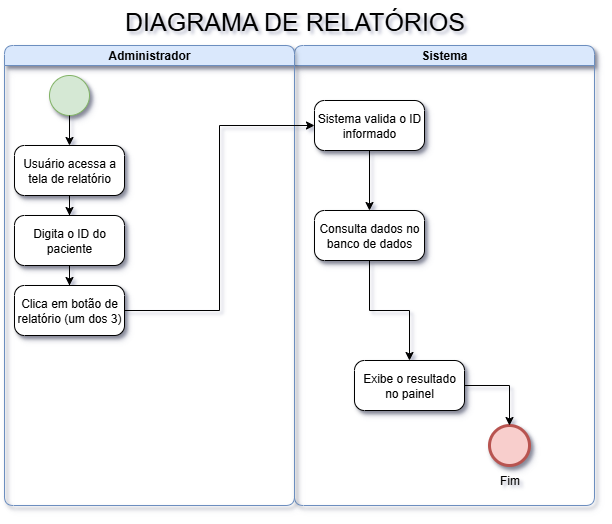 DIAGRAMA DE RELATÓRIOS
Administrador
Sistema
Usuário acessa a
tela de relatório
Digita o ID do
paciente
Clica em botão de
relatório (um dos 3)
Sistema valida o ID
informado
Consulta dados no
banco de dados
Exibe o resultado
no painel
Fim